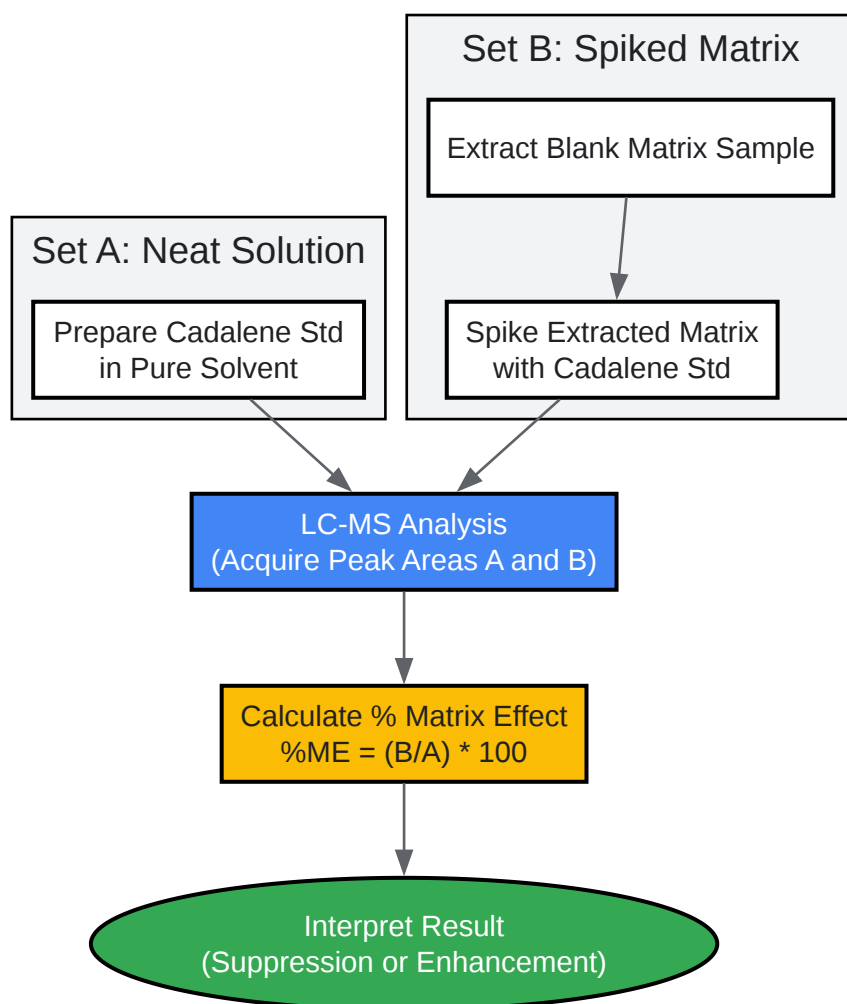 Set B: Spiked Matrix
Extract Blank Matrix Sample
Set A: Neat Solution
Prepare Cadalene Std
in Pure Solvent
Spike Extracted Matrix
with Cadalene Std
LC-MS Analysis
(Acquire Peak Areas A and B)
Calculate % Matrix Effect
%ME = (B/A) * 100
Interpret Result
(Suppression or Enhancement)